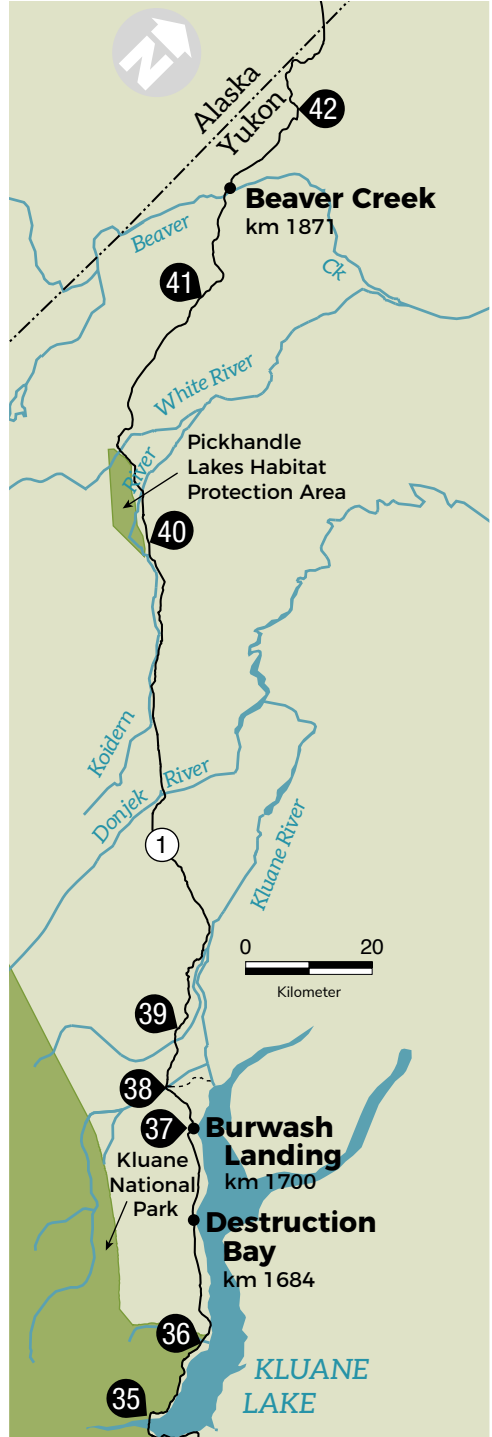 N
Alaska
Yukon
42
Beaver Creek
km 1871
Beaver
Ck
41
White River
Pickhandle
Lakes Habitat
Protection Area
River
40
Koidern
Donjek
River
1
Kluane River
0 20
Kilometer
39
38
37
Burwash
Landing
km 1700
Kluane
National
Park
Destruction
Bay
km 1684
36
KLUANE
LAKE
35